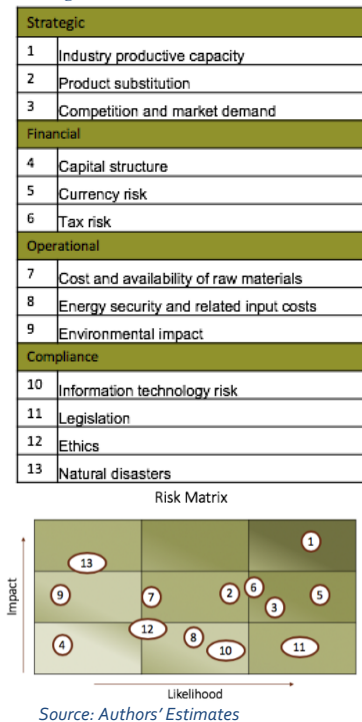 Strategic
1 Industry productive capacity
2 Product substitution
3 Competition and market demand
Financial
4 Capital structure
5 Currency risk
6 Tax risk
Operational
7 Cost and availability of raw materials
8 Energy security and related input costs
9 Environmental impact
Compliance
10 Information technology risk
11 Legislation
12 Ethics
13 Natural disasters
Risk Matrix
1
13
9 7 2 6 3 5
4 12 8 10 11
Impact
Likelihood
Source: Authors' Estimates